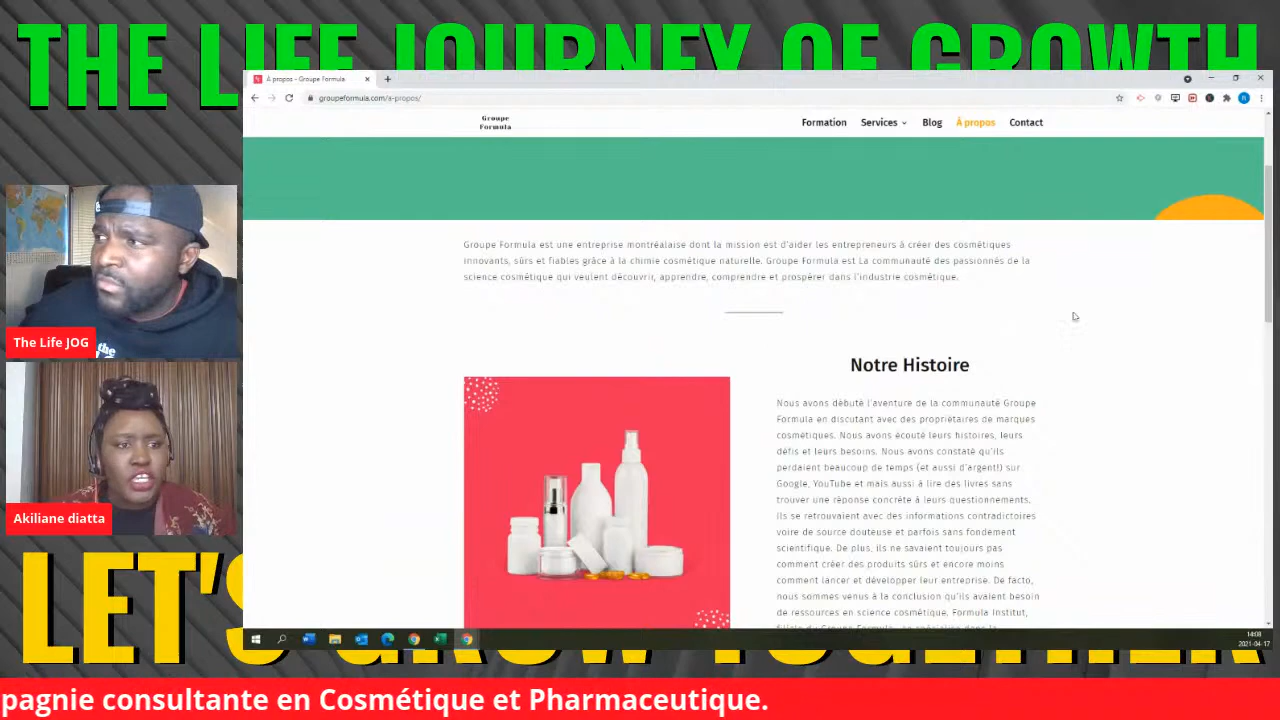 THE LIFE JOURNEY OF GROWTH
À propos - Groupe Formula
groupeformula.com/a-propos/
Groupe
Formula
Formation Services Blog À propos Contact
Groupe Formula est une entreprise montréalaise dont la mission est d'aider les entrepreneurs à créer des cosmétiques
innovants, sûrs et fiables grâce à la chimie cosmétique naturelle. Groupe Formula est La communauté des passionnés de la
science cosmétique qui veulent découvrir, apprendre, comprendre et prospérer dans l'industrie cosmétique.
The Life JOG
Notre Histoire
Nous avons débuté l'aventure de la communauté Groupe
Formula en discutant avec des propriétaires de marques
cosmétiques. Nous avons écouté leurs histoires, leurs
défis et leurs besoins. Nous avons constaté qu'ils
perdaient beaucoup de temps (et aussi d'argent!) sur
Google, YouTube et mais aussi à lire des livres sans
trouver une réponse concrète à leurs questionnements.
Ils se retrouvaient avec des informations contradictoires
voire de source douteuse et parfois sans fondement
scientifique. De plus, ils ne savaient toujours pas
comment créer des produits sûrs et encore moins
comment lancer et développer leur entreprise. De facto,
nous sommes venus à la conclusion qu'ils avaient besoin
de ressources en science cosmétique. Formula Institut,
Akiliane diatta
14:08
2021-04-17
LET'S GROW TOGETHER
pagnie consultante en Cosmétique et Pharmaceutique.